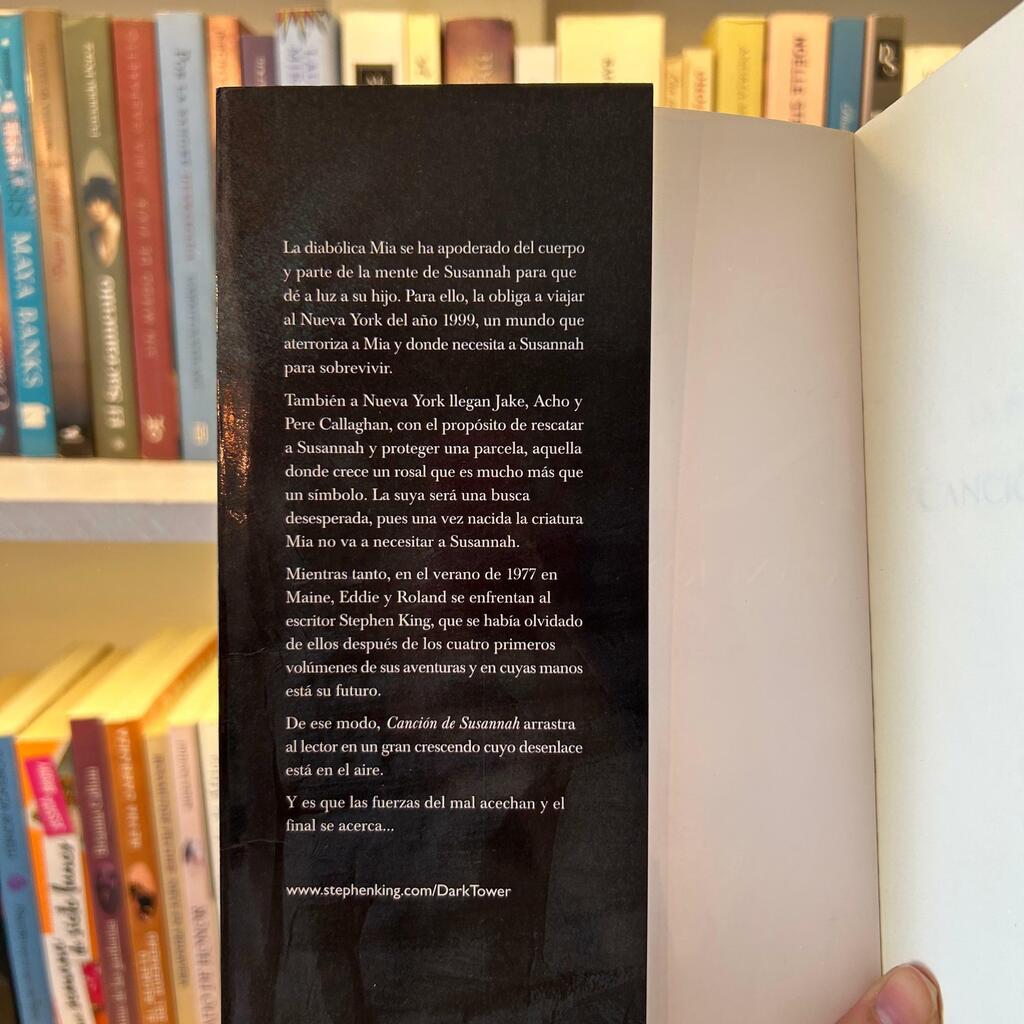 La diabólica Mia se ha apoderado del cuerpo
y parte de la mente de Susannah para que
dé a luz a su hijo. Para ello, la obliga a viajar
al Nueva York del año 1999, un mundo que
aterroriza a Mia y donde necesita a Susannah
para sobrevivir.
También a Nueva York llegan Jake, Acho y
Pere Callaghan, con el propósito de rescatar
a Susannah y proteger una parcela, aquella
donde crece un rosal que es mucho más que
un símbolo. La suya será una busca
desesperada, pues una vez nacida la criatura
Mia no va a necesitar a Susannah.
Mientras tanto, en el verano de 1977 en
Maine, Eddie y Roland se enfrentan al
escritor Stephen King, que se había olvidado
de ellos después de los cuatro primeros
volúmenes de sus aventuras y en cuyas manos
está su futuro.
De ese modo, Canción de Susannah arrastra
al lector en un gran crescendo cuyo desenlace
está en el aire.
Y es que las fuerzas del mal acechan y el
final se acerca...
www.stephenking.com/DarkTower
MAYA BANKS
El Sacramento